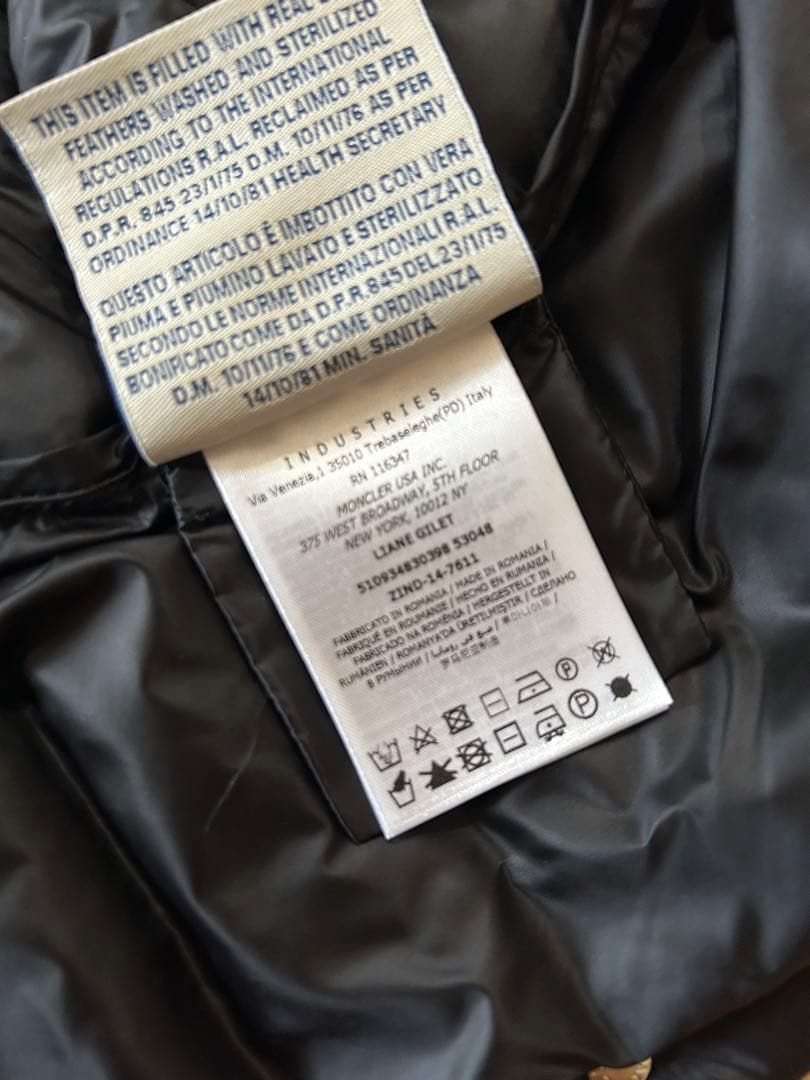 THIS ITEM IS FILLED WITH REAL
FEATHERS WASHED AND STERILIZED
ACCORDING TO THE INTERNATIONAL
REGULATIONS R.A.L. RECLAIMED AS PER
D.P.R. 845 23/1/75 D.M. 10/11/76 AS PER
ORDINANCE 14/10/81 HEALTH SECRETARY
QUESTO ARTICOLO È IMBOTTITO CON VERA
PIUMA E PIUMINO LAVATO E STERILIZZATO
SECONDO LE NORME INTERNAZIONALI R.A.L.
BONIFICATO COME DA D.P.R. 845 DEL 23/1/75
D.M. 10/11/76 E COME ORDINANZA
14/10/81 MIN. SANITÀ
INDUSTRIES
Via Venezia,1 35010 Trebaseleghe(PD) Italy
RN 116347
MONCLER USA INC.
375 WEST BROADWAY, 5TH FLOOR
NEW YORK, 10012 NY
LIANE GILET
510934830398 53048
ZIND-14-7611
FABBRICATO IN ROMANIA / MADE IN ROMANIA /
FABRIQUÉ EN ROUMANIE / HECHO EN RUMANIA /
FABRICADO NA ROMÉNIA / HERGESTELLT IN
RUMÄNIEN / ROMANYA'DA ÜRETILMIŞTIR / СДЕЛАНО
В РУМЫНИИ /